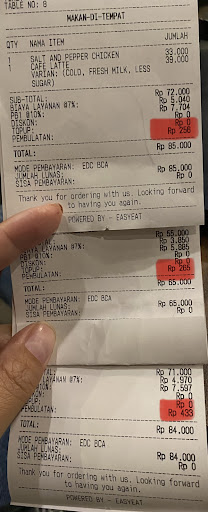 TABLE NO: 8
MAKAN-DI-TEMPAT
QTY NAMA ITEM JUMLAH
1 SALT AND PEPPER CHICKEN 33.000
1 CAFE LATTE 39.000
VARIAN: (COLD, FRESH MILK, LESS
SUGAR)
SUB-TOTAL: Rp 72.000
BIAYA LAYANAN @7%: Rp 5.040
PB1 @10%: Rp 7.704
DISKON: Rp 0
TOPUP: Rp 0
PEMBULATAN: Rp 256
TOTAL: Rp 85.000
MODE PEMBAYARAN: EDC BCA
JUMLAH LUNAS: Rp 85.000
SISA PEMBAYARAN: Rp 0
Thank you for ordering with us. Looking forward
to having you again.
POWERED BY - EASYEAT
Rp 55.000
LAYANAN @7%: Rp 3.850
@10%: Rp 5.885
DISKON: Rp 0
TOPUP: Rp 0
PEMBULATAN: Rp 265
TOTAL: Rp 65.000
MODE PEMBAYARAN: EDC BCA
JUMLAH LUNAS: Rp 65.000
SISA PEMBAYARAN: Rp 0
Rp 71.000
LAYANAN @7%: Rp 4.970
@10%: Rp 7.597
Rp 0
Rp 0
PEMBULATAN: Rp 433
TOTAL: Rp 84.000
MODE PEMBAYARAN: EDC BCA
JUMLAH LUNAS: Rp 84.000
SISA PEMBAYARAN: Rp 0
Thank you for ordering with us. Looking forward
to having you again.
POWERED BY - EASYEAT